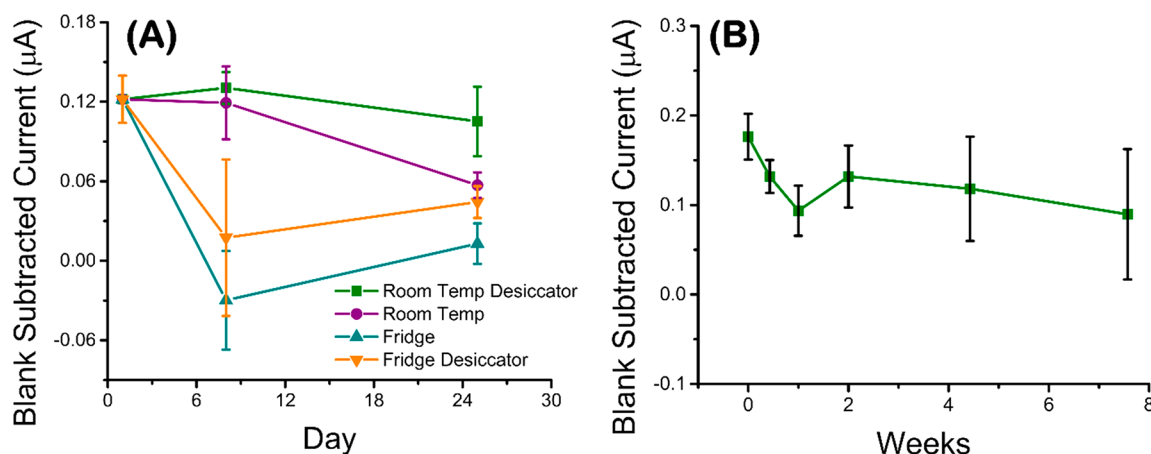 (A)
Blank Subtracted Current (μA)
0.18
0.12
0.06
0.00
-0.06
0 6 12 18 24 30
Day
Room Temp Desiccator
Room Temp
Fridge
Fridge Desiccator
(B)
Blank Subtracted Current (μA)
0.3
0.2
0.1
0.0
-0.1
0 2 4 6 8
Weeks